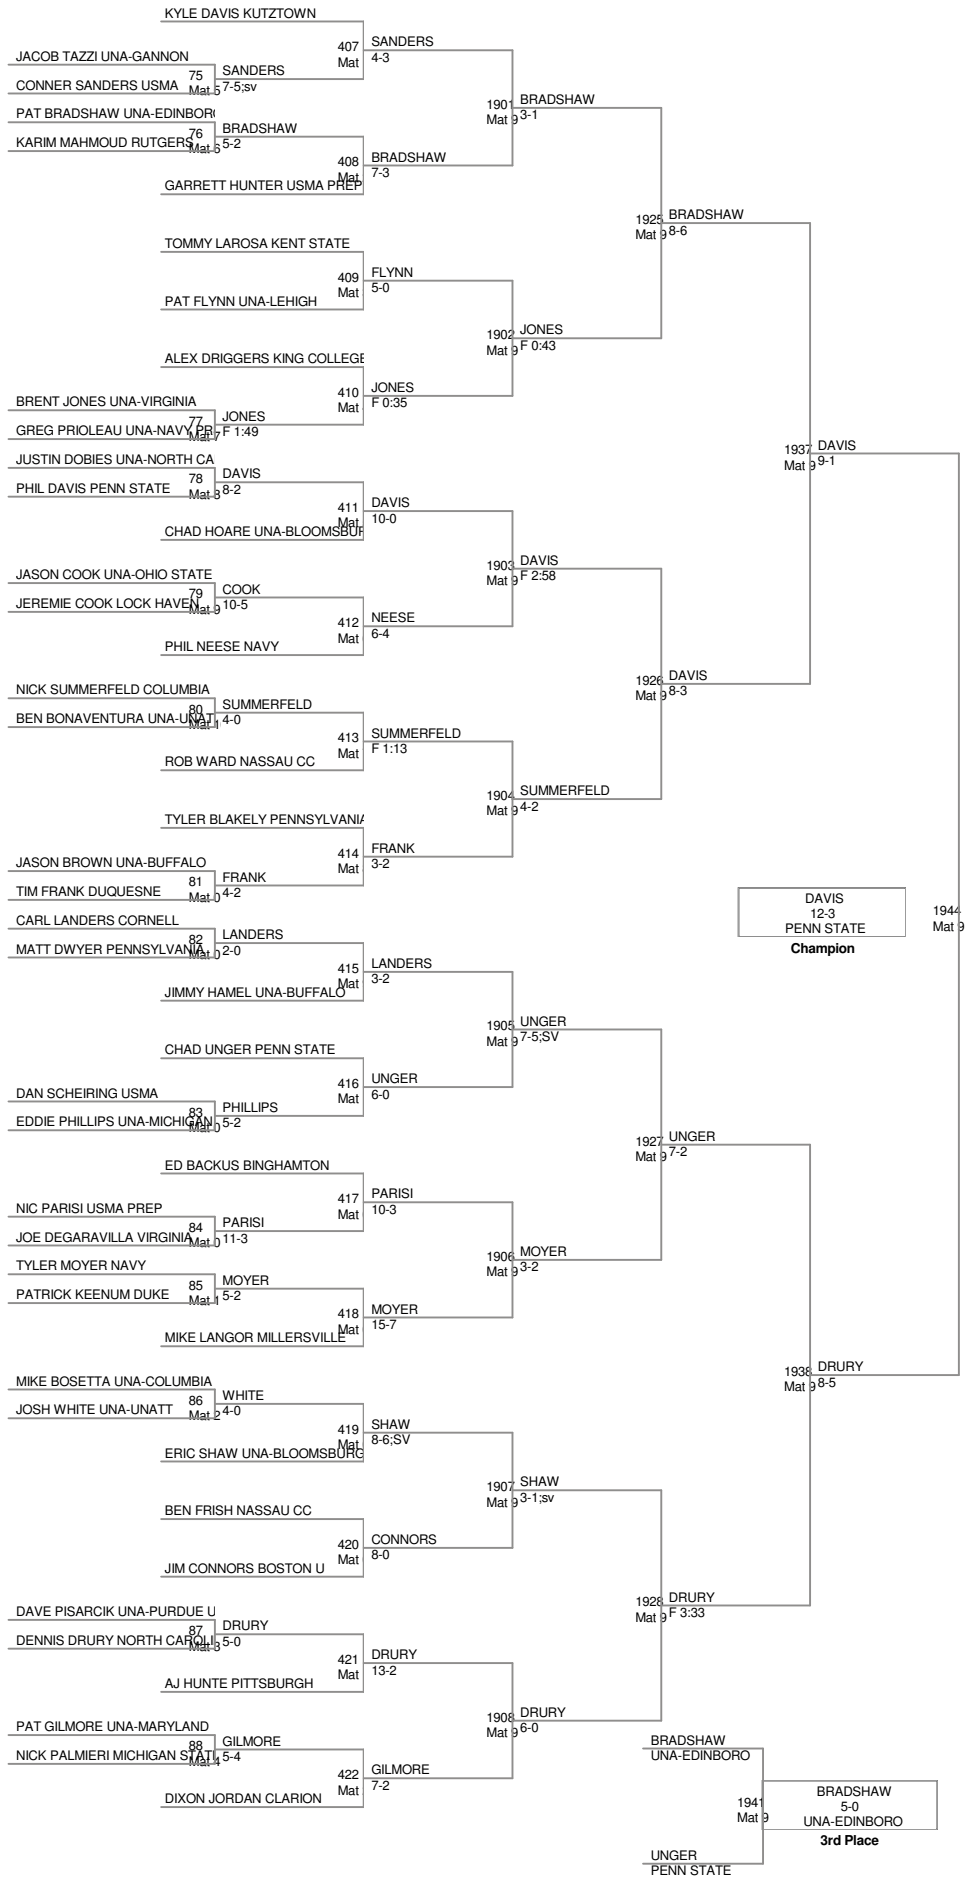 KYLE DAVIS KUTZTOWN
407
Mat
SANDERS
4-3
JACOB TAZZI UNA-GANNON
75
Mat 5
SANDERS
7-5;sv
CONNER SANDERS USMA
1901
Mat 9
BRADSHAW
3-1
PAT BRADSHAW UNA-EDINBOR
76
Mat 6
BRADSHAW
5-2
KARIM MAHMOUD RUTGERS
408
Mat
BRADSHAW
7-3
GARRETT HUNTER USMA PREP
1925
Mat 9
BRADSHAW
8-6
TOMMY LAROSA KENT STATE
409
Mat
FLYNN
5-0
PAT FLYNN UNA-LEHIGH
1902
Mat 9
JONES
F 0:43
ALEX DRIGGERS KING COLLEGE
410
Mat
JONES
F 0:35
BRENT JONES UNA-VIRGINIA
77
Mat 7
JONES
F 1:49
GREG PRIOLEAU UNA-NAVY PR
1937
Mat 9
DAVIS
9-1
JUSTIN DOBIES UNA-NORTH CA
78
Mat 8
DAVIS
8-2
PHIL DAVIS PENN STATE
411
Mat
DAVIS
10-0
CHAD HOARE UNA-BLOOMSBUR
1903
Mat 9
DAVIS
F 2:58
JASON COOK UNA-OHIO STATE
79
Mat 9
COOK
10-5
JEREMIE COOK LOCK HAVEN
412
Mat
NEESE
6-4
PHIL NEESE NAVY
1926
Mat 9
DAVIS
8-3
NICK SUMMERFELD COLUMBIA
80
Mat 1
SUMMERFELD
4-0
BEN BONAVENTURA UNA-UNAT
413
Mat
SUMMERFELD
F 1:13
ROB WARD NASSAU CC
1904
Mat 9
SUMMERFELD
4-2
TYLER BLAKELY PENNSYLVANIA
414
Mat
FRANK
3-2
JASON BROWN UNA-BUFFALO
81
Mat 0
FRANK
4-2
TIM FRANK DUQUESNE
DAVIS
12-3
PENN STATE
Champion
1944
Mat 9
CARL LANDERS CORNELL
82
Mat 0
LANDERS
2-0
MATT DWYER PENNSYLVANIA
415
Mat
LANDERS
3-2
JIMMY HAMEL UNA-BUFFALO
1905
Mat 9
UNGER
7-5;SV
CHAD UNGER PENN STATE
416
Mat
UNGER
6-0
DAN SCHEIRING USMA
83
Mat 0
PHILLIPS
5-2
EDDIE PHILLIPS UNA-MICHIGAN
1927
Mat 9
UNGER
7-2
ED BACKUS BINGHAMTON
417
Mat
PARISI
10-3
NIC PARISI USMA PREP
84
Mat 0
PARISI
11-3
JOE DEGARAVILLA VIRGINIA
1906
Mat 9
MOYER
3-2
TYLER MOYER NAVY
85
Mat 1
MOYER
5-2
PATRICK KEENUM DUKE
418
Mat
MOYER
15-7
MIKE LANGOR MILLERSVILLE
1938
Mat 9
DRURY
8-5
MIKE BOSETTA UNA-COLUMBIA
86
Mat 2
WHITE
4-0
JOSH WHITE UNA-UNATT
419
Mat
SHAW
8-6;SV
ERIC SHAW UNA-BLOOMSBURG
1907
Mat 9
SHAW
3-1;sv
BEN FRISH NASSAU CC
420
Mat
CONNORS
8-0
JIM CONNORS BOSTON U
1928
Mat 9
DRURY
F 3:33
DAVE PISARCIK UNA-PURDUE U
87
Mat 3
DRURY
5-0
DENNIS DRURY NORTH CAROLI
421
Mat
DRURY
13-2
AJ HUNTE PITTSBURGH
1908
Mat 9
DRURY
6-0
PAT GILMORE UNA-MARYLAND
88
Mat 4
GILMORE
5-4
NICK PALMIERI MICHIGAN STATE
422
Mat
GILMORE
7-2
DIXON JORDAN CLARION
BRADSHAW
UNA-EDINBORO
1941
Mat 9
BRADSHAW
5-0
UNA-EDINBORO
3rd Place
UNGER
PENN STATE